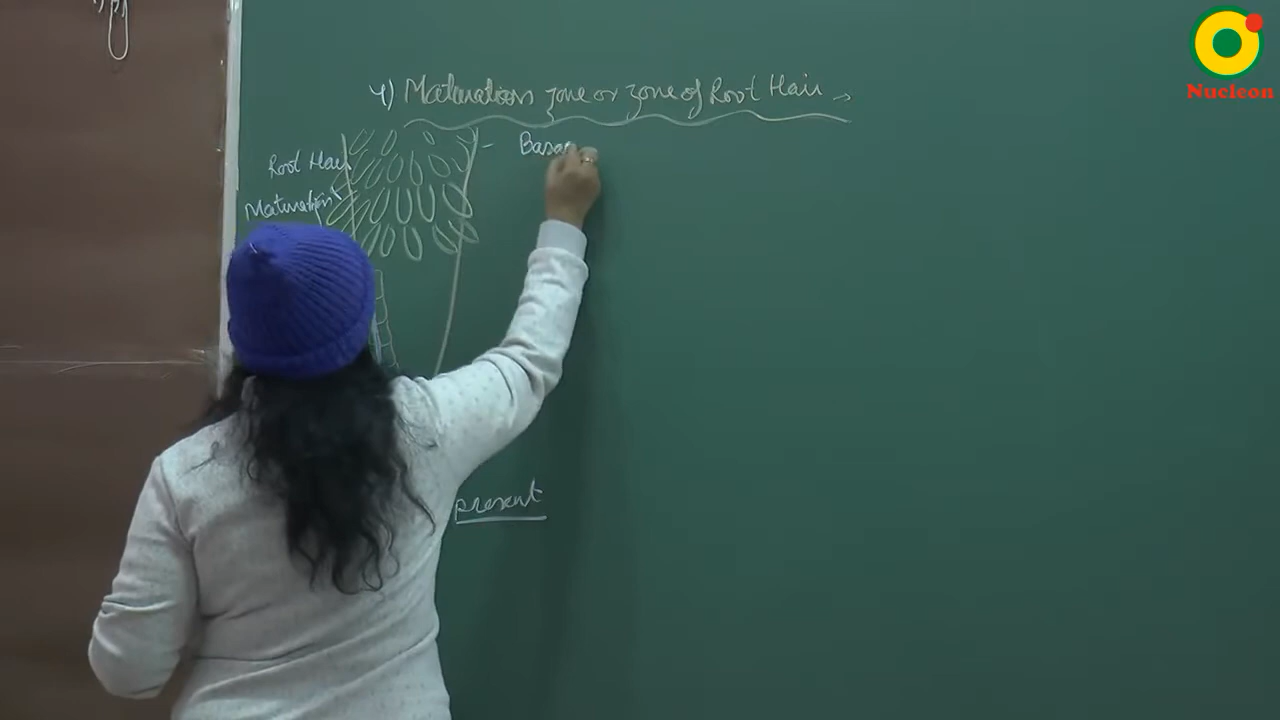 4) Maturation zone or zone of Root Hair →
Root Hair
Maturation
- Basa
present
Nucleon